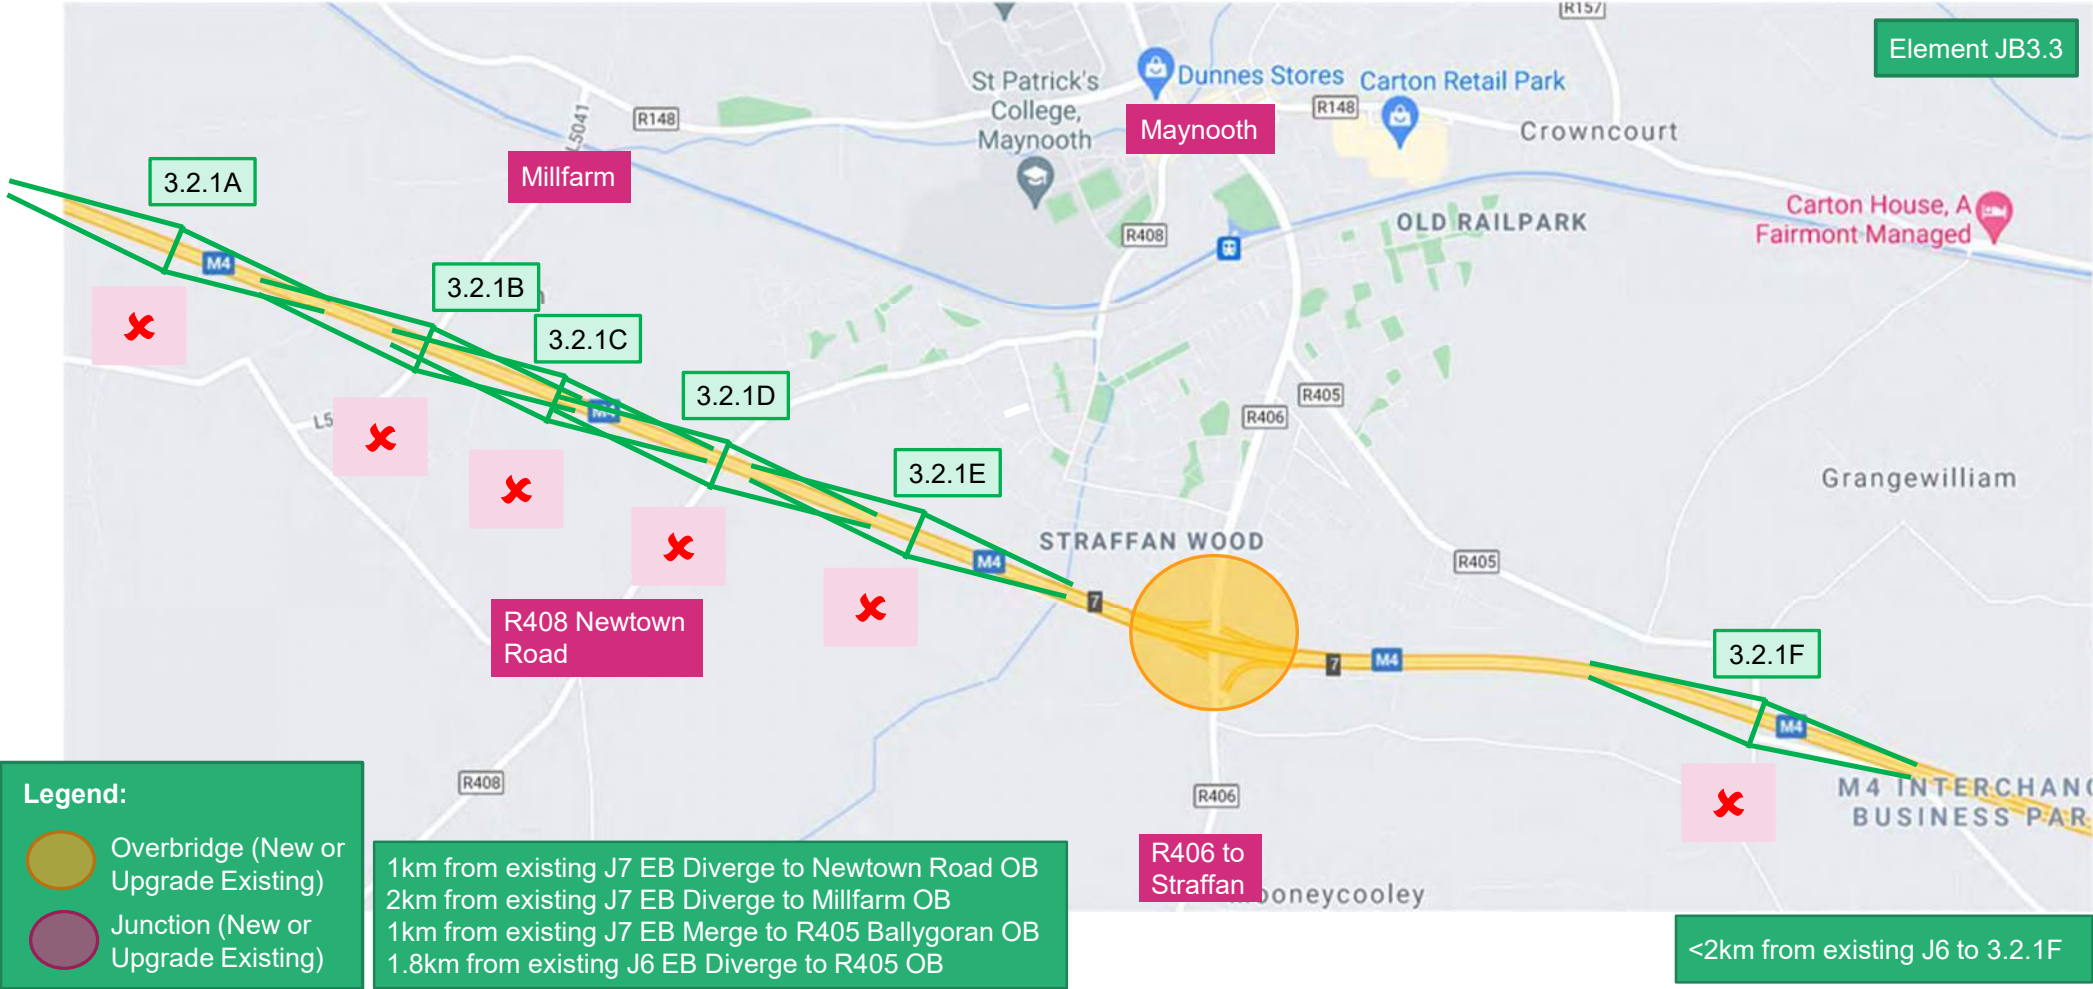 R157
Element JB3.3
St Patrick's
College,
Maynooth
Dunnes Stores
Carton Retail Park
L5041
R148
R148
Maynooth
Crowncourt
3.2.1A
Millfarm
OLD RAILPARK
Carton House, A
Fairmont Managed
R408
M4
3.2.1B
3.2.1C
3.2.1D
R405
R406
L5
M4
3.2.1E
Grangewilliam
STRAFFAN WOOD
M4
R405
7
R408 Newtown
Road
7
M4
3.2.1F
M4
R408
R406
M4 INTERCHANG
BUSINESS PAR
Legend:
Overbridge (New or
Upgrade Existing)
Junction (New or
Upgrade Existing)
1km from existing J7 EB Diverge to Newtown Road OB
2km from existing J7 EB Diverge to Millfarm OB
1km from existing J7 EB Merge to R405 Ballygoran OB
1.8km from existing J6 EB Diverge to R405 OB
R406 to
Straffan
ooneycooley
<2km from existing J6 to 3.2.1F